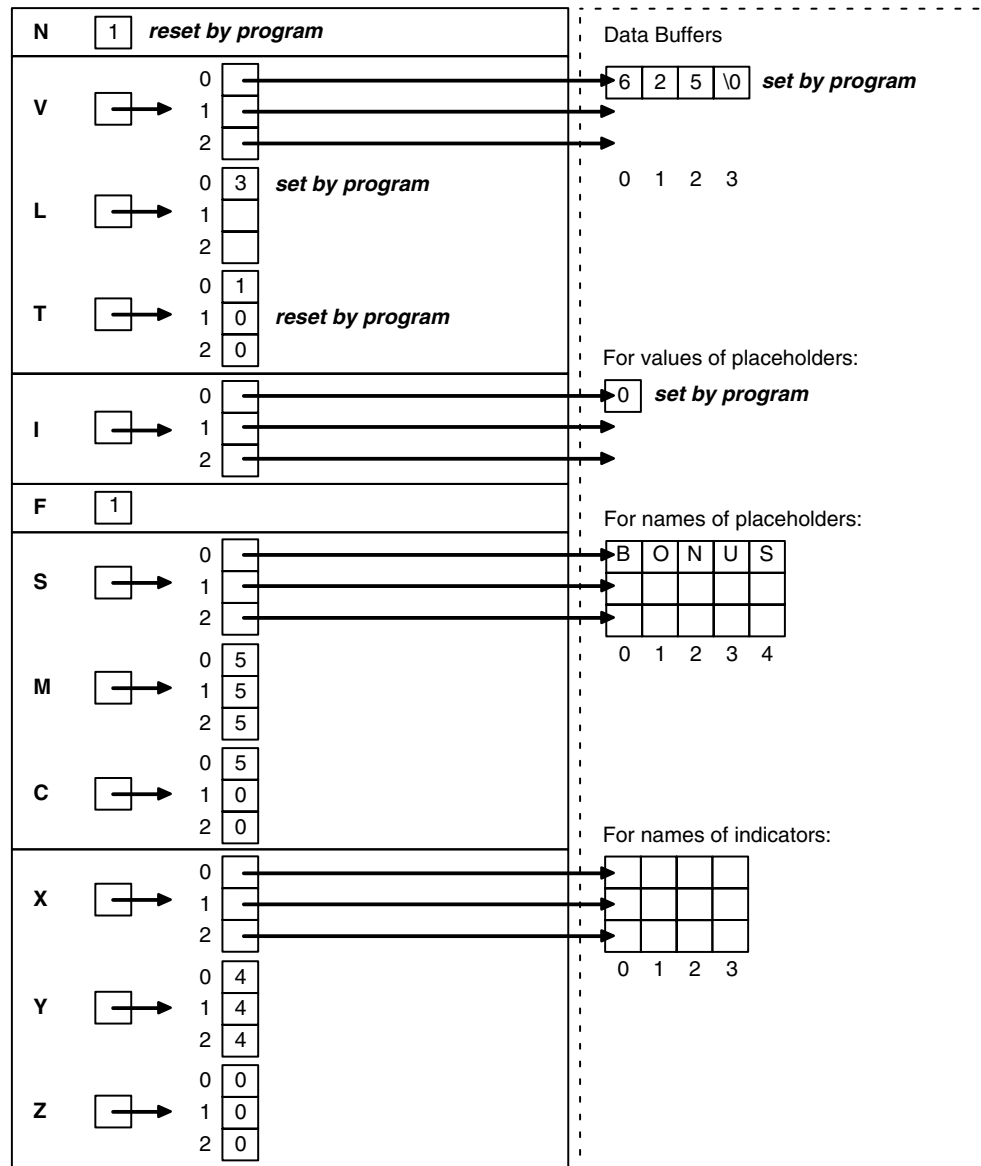 N 1 reset by program
Data Buffers
V 0
1
2
6 2 5 \0 set by program
0 1 2 3
L 0 3 set by program
1
2
T 0 1
1 0 reset by program
2 0
For values of placeholders:
I 0
1
2
0 set by program
F 1
For names of placeholders:
S 0
1
2
B O N U S
0 1 2 3 4
M 0 5
1 5
2 5
C 0 5
1 0
2 0
For names of indicators:
X 0
1
2
0 1 2 3
Y 0 4
1 4
2 4
Z 0 0
1 0
2 0